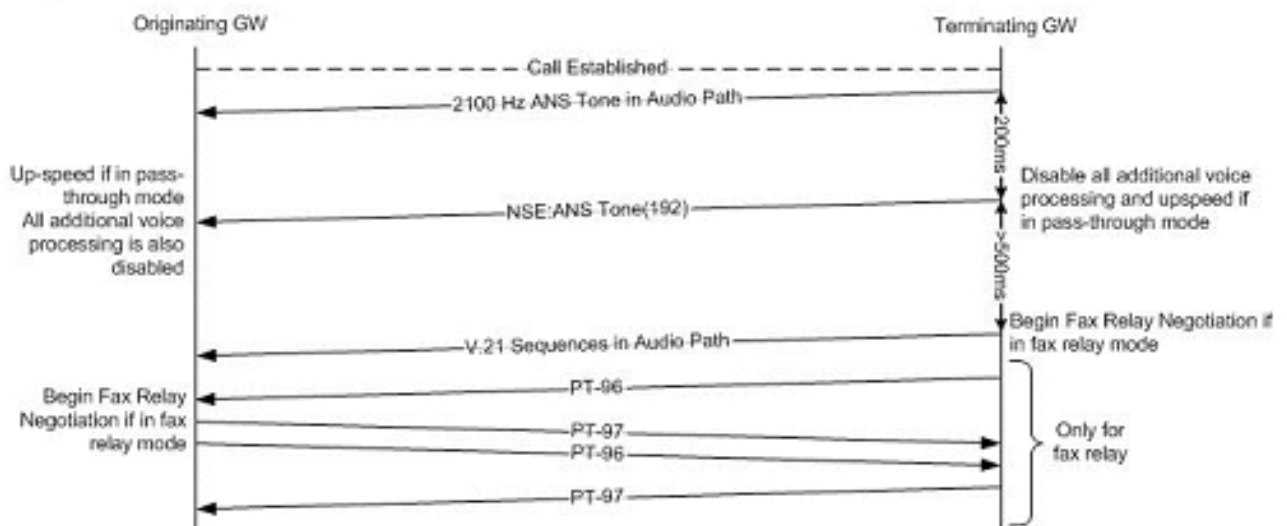 Originating GW
Terminating GW
Call Established
2100 Hz ANS Tone in Audio Path
200ms
Up-speed if in pass-
through mode
All additional voice
processing is also
disabled
NSE:ANS Tone(192)
Disable all additional voice
processing and upspeed if
in pass-through mode
>500ms
V.21 Sequences in Audio Path
Begin Fax Relay Negotiation if
in fax relay mode
PT-96
Begin Fax Relay
Negotiation if in fax
relay mode
PT-97
PT-96
Only for
fax relay
PT-97